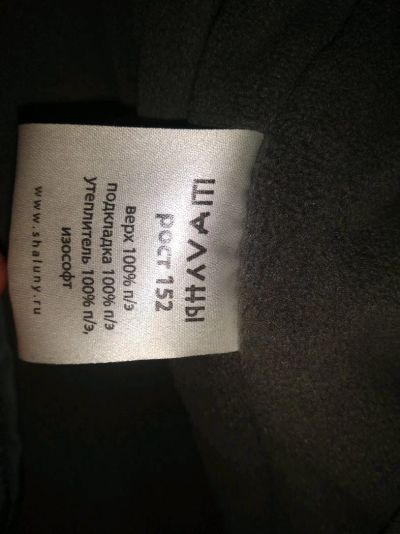 ШАЛУНЫ
рост 152
верх 100% п/э
подкладка 100% п/э
утеплитель 100% п/э,
изософт
www.shaluny.ru